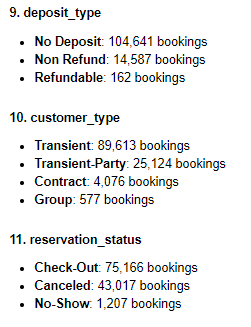 9. deposit_type
• No Deposit: 104,641 bookings
• Non Refund: 14,587 bookings
• Refundable: 162 bookings
10. customer_type
• Transient: 89,613 bookings
• Transient-Party: 25,124 bookings
• Contract: 4,076 bookings
• Group: 577 bookings
11. reservation_status
• Check-Out: 75,166 bookings
• Canceled: 43,017 bookings
• No-Show: 1,207 bookings